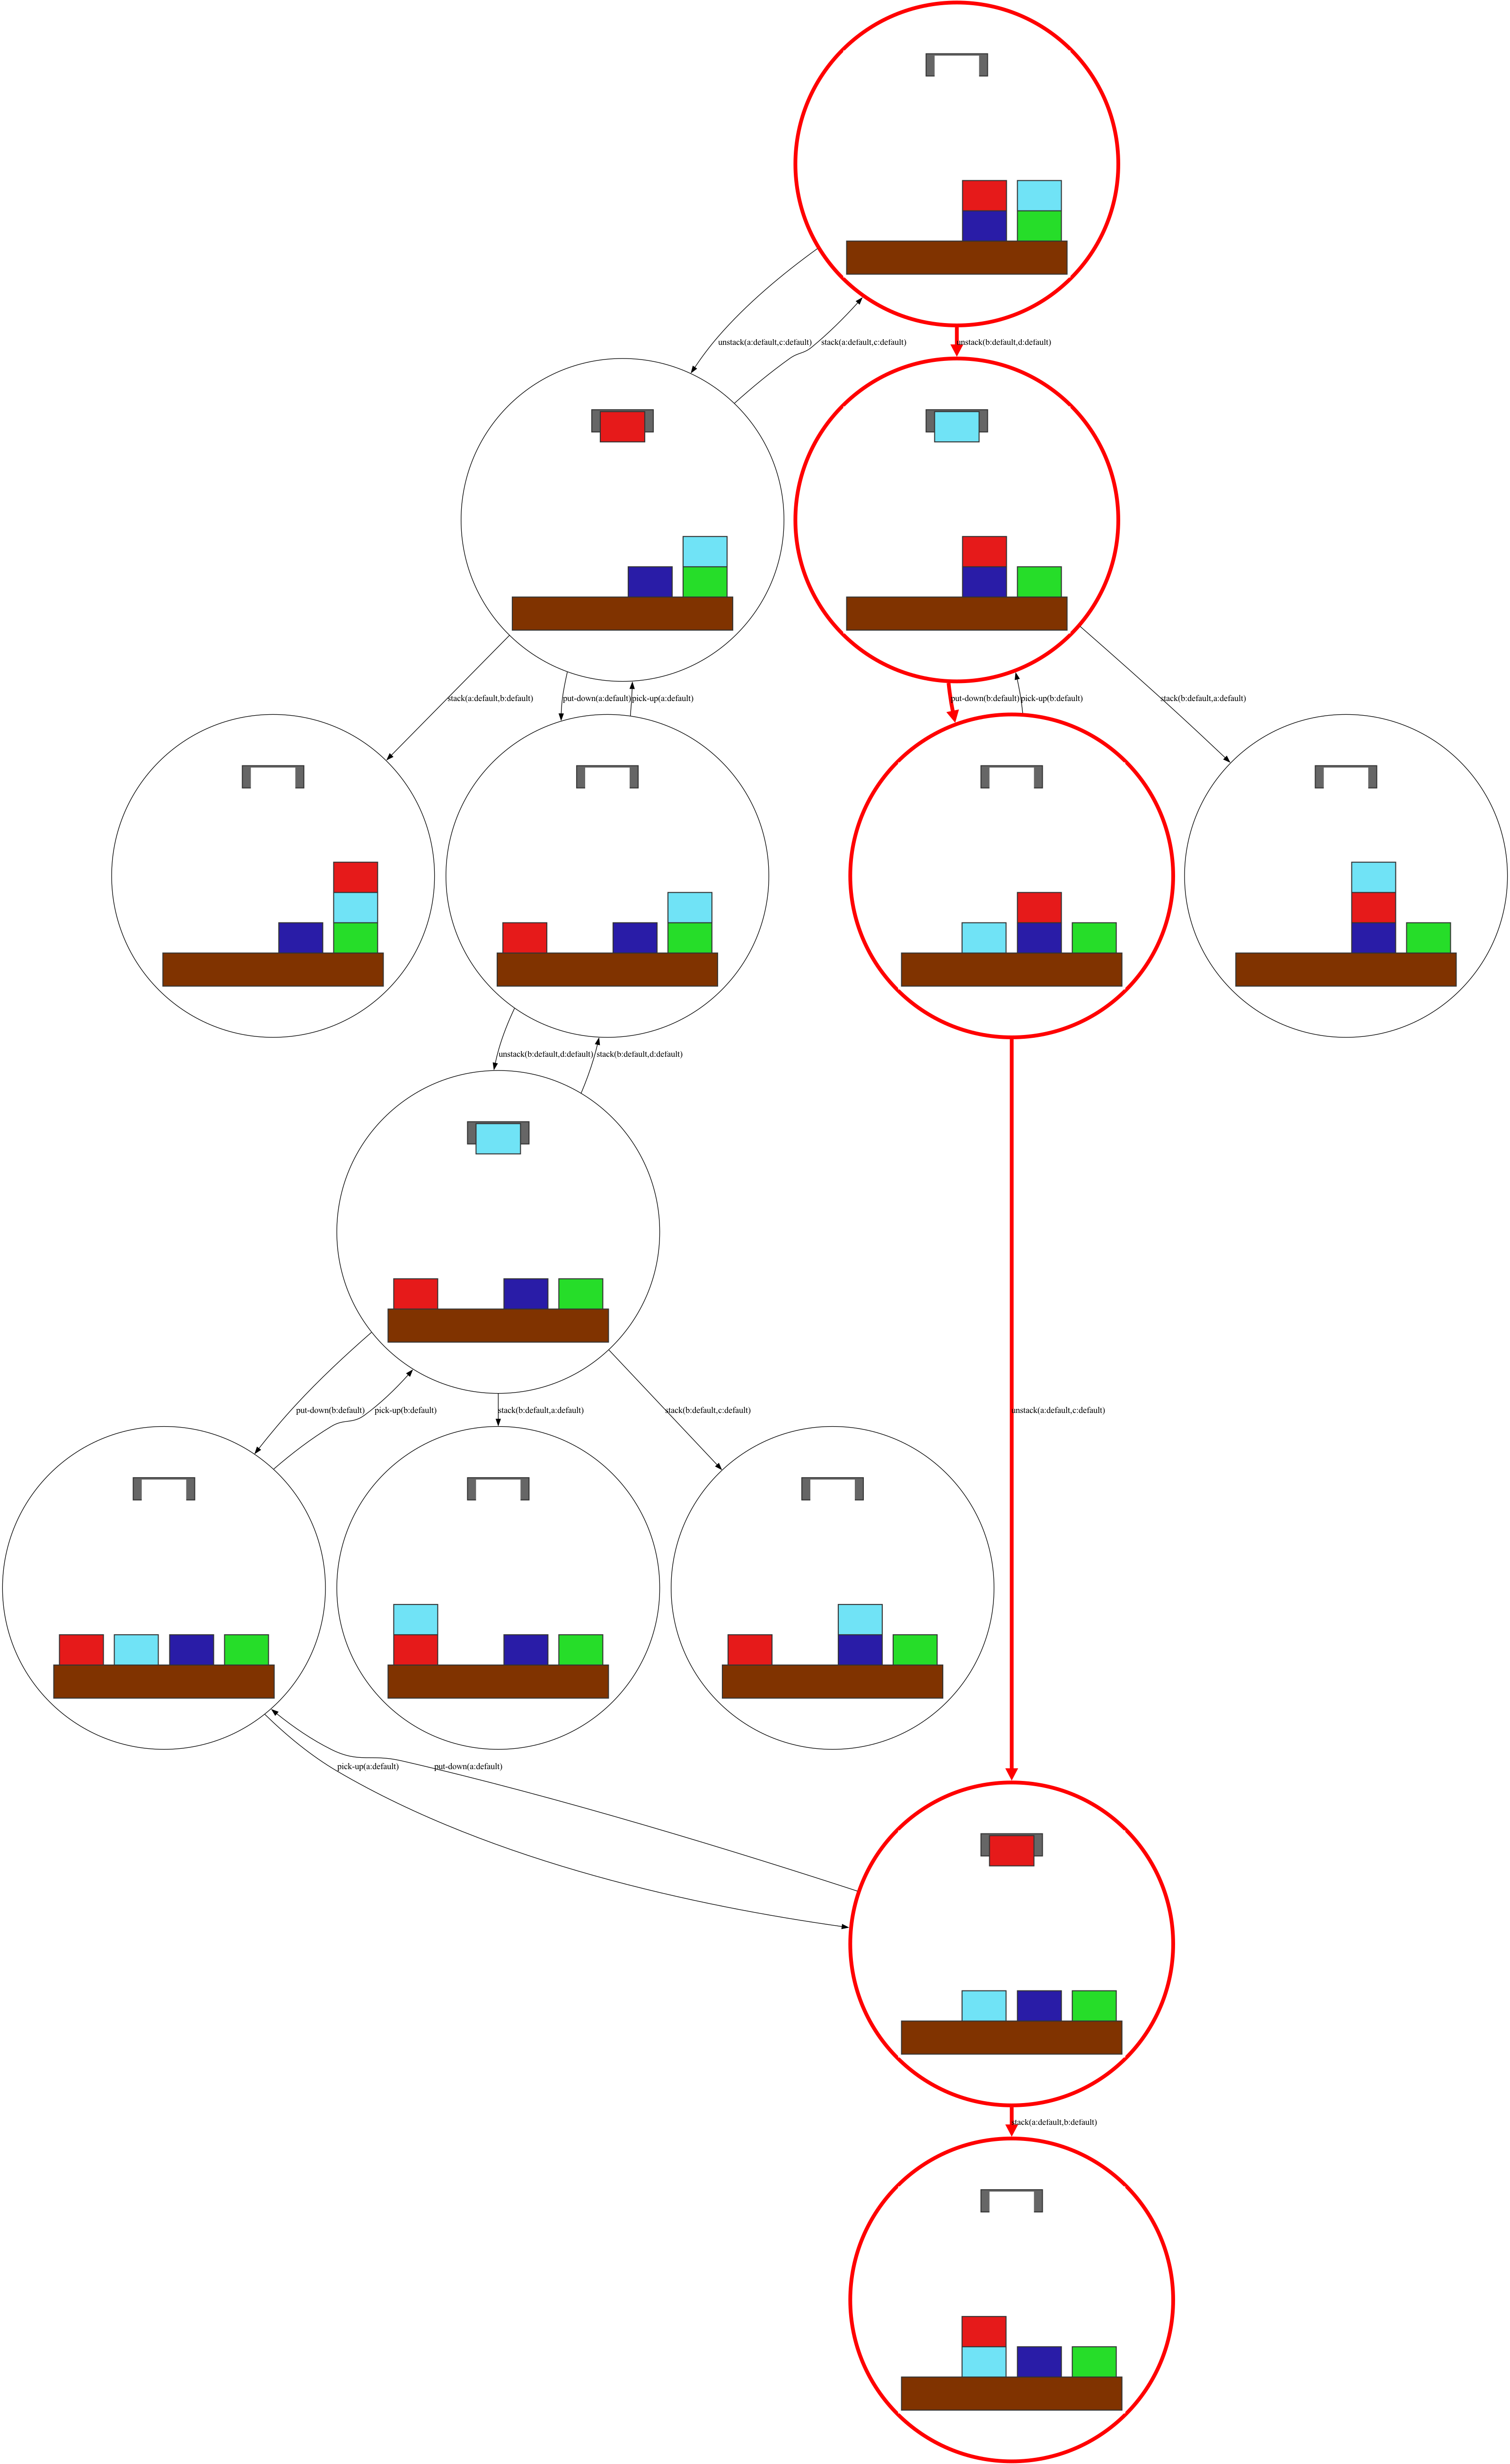 unstack(a:default,c:default)
stack(a:default,c:default)
unstack(b:default,d:default)
stack(a:default,b:default)
put-down(a:default)
pick-up(a:default)
put-down(b:default)
pick-up(b:default)
stack(b:default,a:default)
unstack(b:default,d:default)
stack(b:default,d:default)
put-down(b:default)
pick-up(b:default)
stack(b:default,a:default)
stack(b:default,c:default)
unstack(a:default,c:default)
pick-up(a:default)
put-down(a:default)
stack(a:default,b:default)